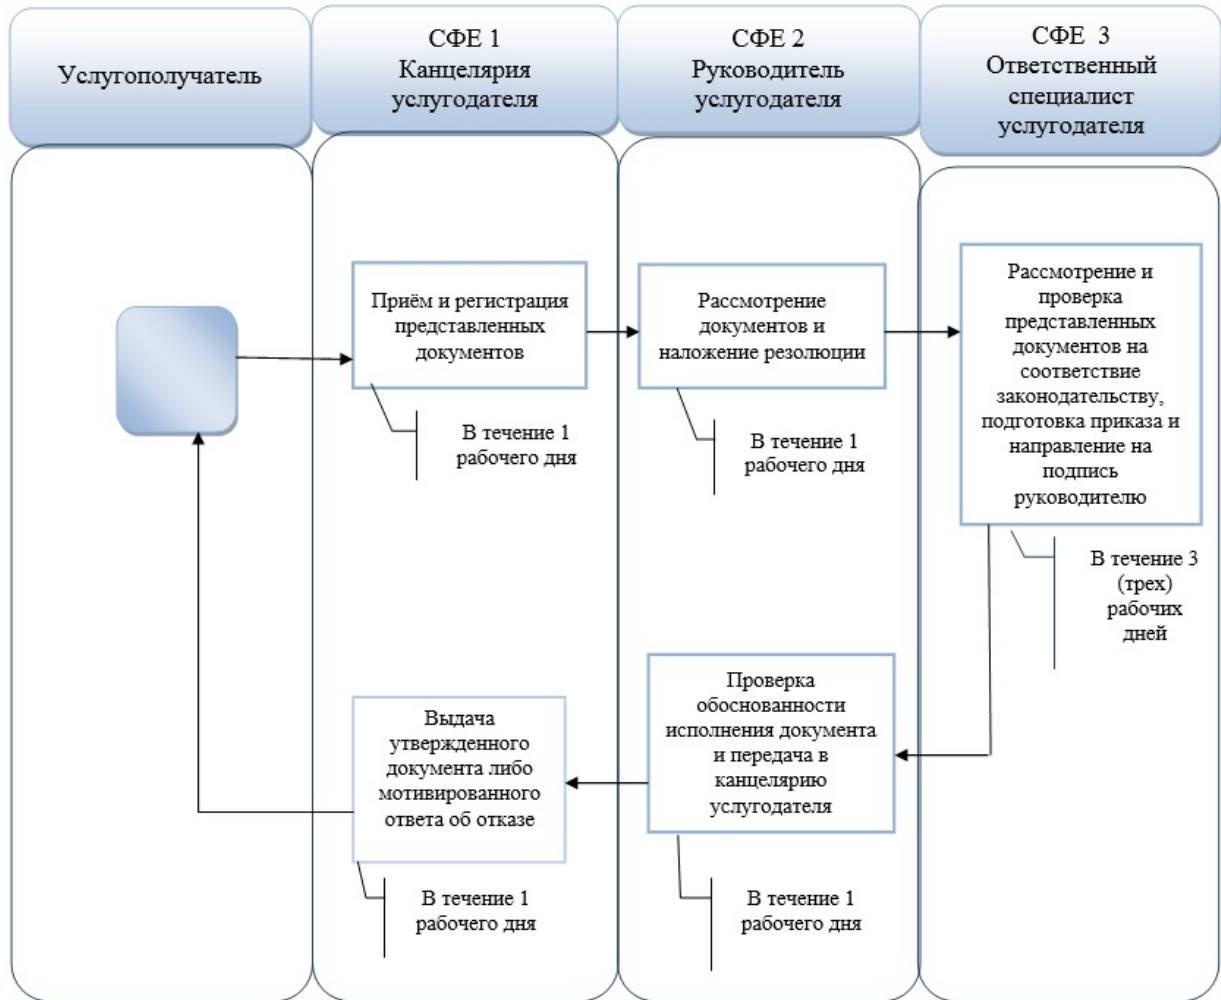 Услугополучатель
СФЕ 1
Канцелярия
услугодателя
СФЕ 2
Руководитель
услугодателя
СФЕ 3
Ответственный
специалист
услугодателя
Приём и регистрация
представленных
документов
В течение 1
рабочего дня
Рассмотрение
документов и
наложение резолюции
В течение 1
рабочего дня
Рассмотрение и
проверка
представленных
документов на
соответствие
законодательству,
подготовка приказа и
направление на
подпись
руководителю
В течение 3
(трех)
рабочих
дней
Проверка
обоснованности
исполнения документа
и передача в
канцелярию
услугодателя
В течение 1
рабочего дня
Выдача
утвержденного
документа либо
мотивированного
ответа об отказе
В течение 1
рабочего дня